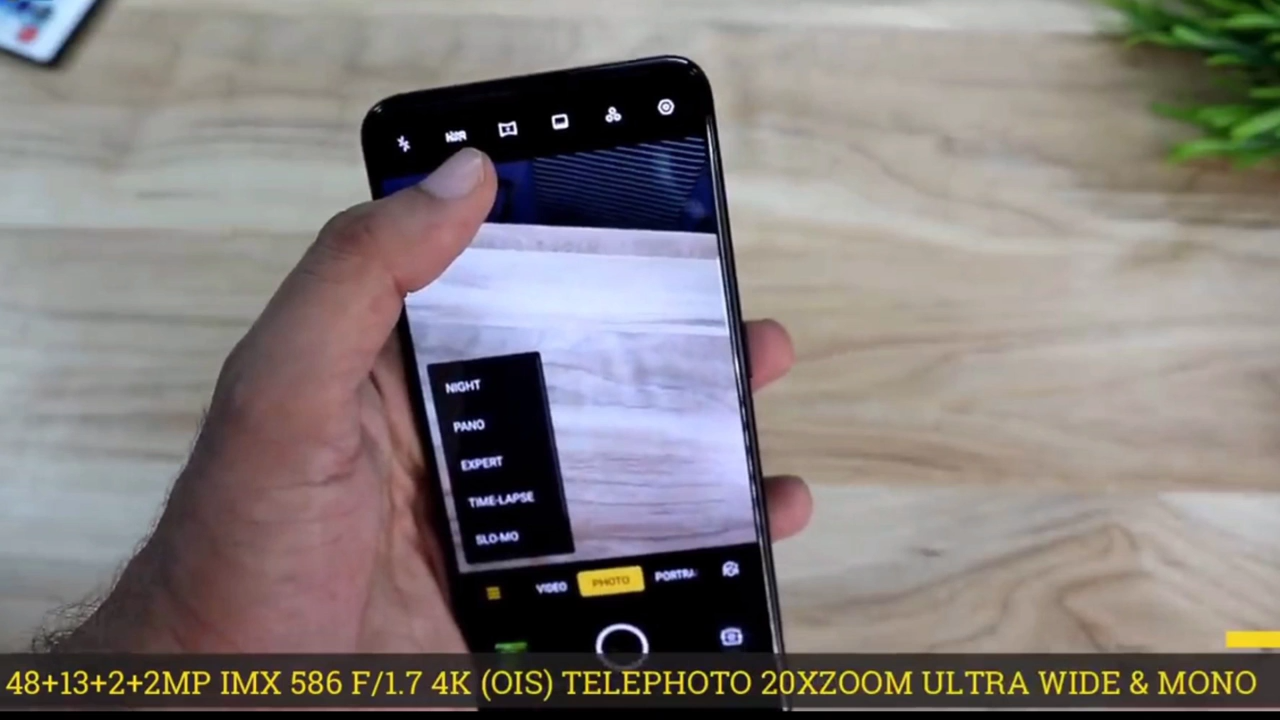 HDR
NIGHT
PANO
EXPERT
TIME-LAPSE
SLO-MO
VIDEO PHOTO PORTRA
48+13+2+2MP IMX 586 F/1.7 4K (OIS) TELEPHOTO 20XZOOM ULTRA WIDE & MONO